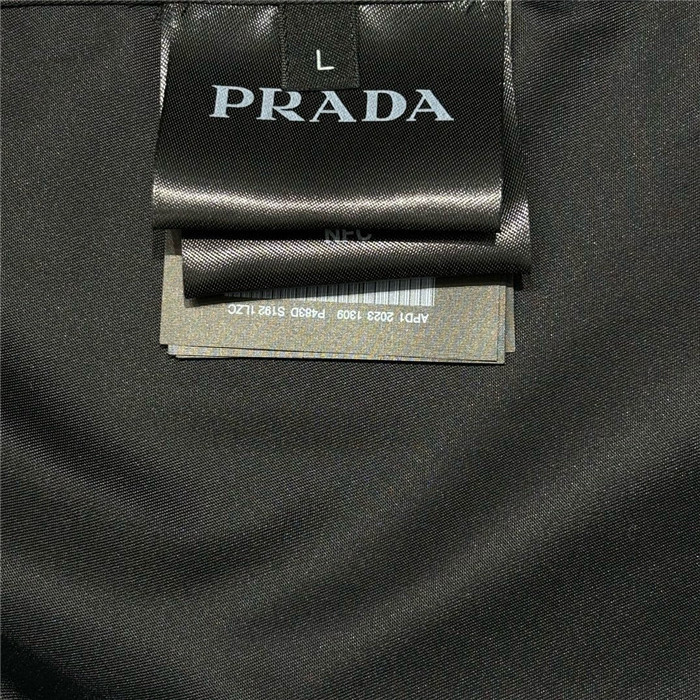 L
PRADA
NFC
APD1 2023 1309 P483D S192 1LZC